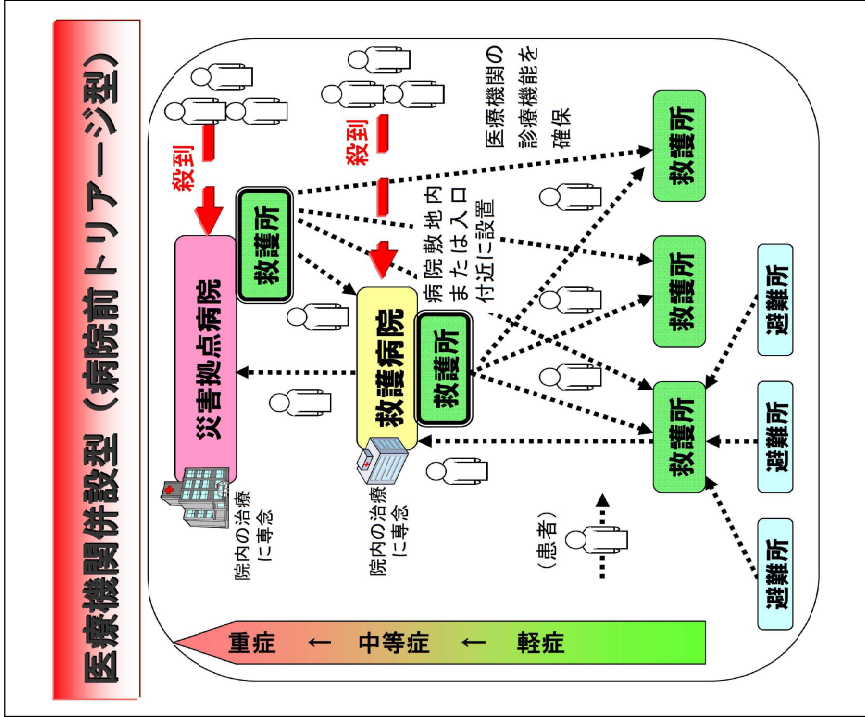 医療機関併設型（病院前トリアージ型）
殺到
災害拠点病院
救護所
院内の治療
に専念
殺到
救護病院
救護所
院内の治療
に専念
病院敷地内
または入口
付近に設置
医療機関の
診療機能を
確保
（患者）
救護所
救護所
救護所
避難所
避難所
避難所
重症 ← 中等症 ← 軽症